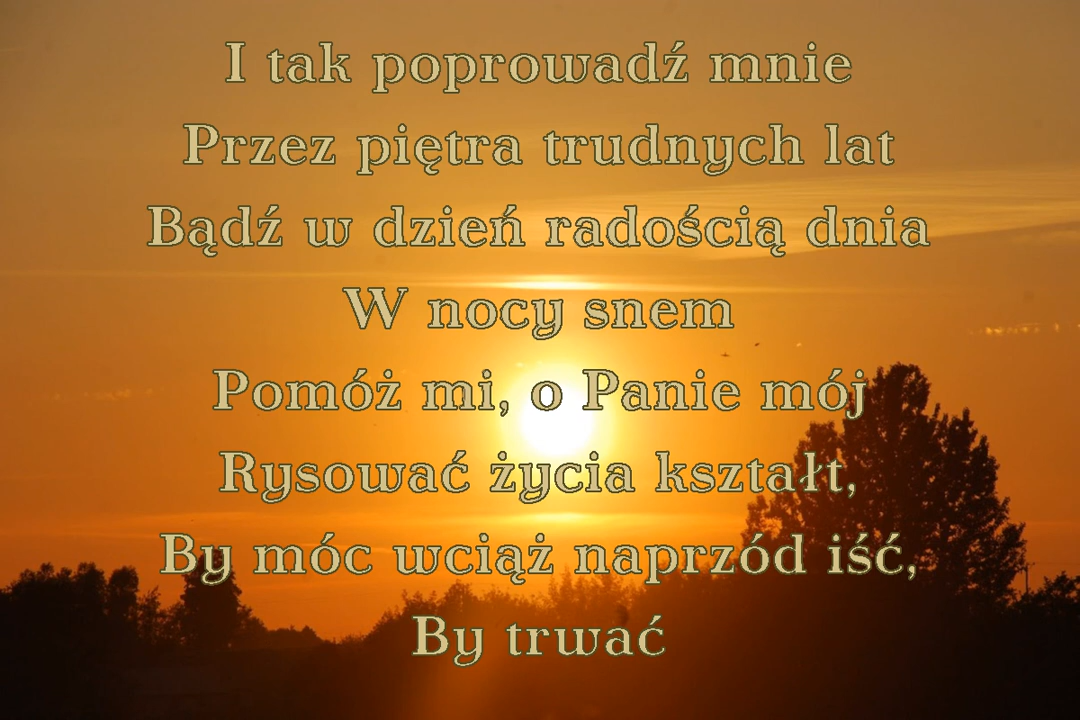 I tak poprowadź mnie
Przez piętra trudnych lat
Bądź w dzień radością dnia
W nocy snem
Pomóż mi, o Panie mój
Rysować życia kształt,
By móc wciąż naprzód iść,
By trwać